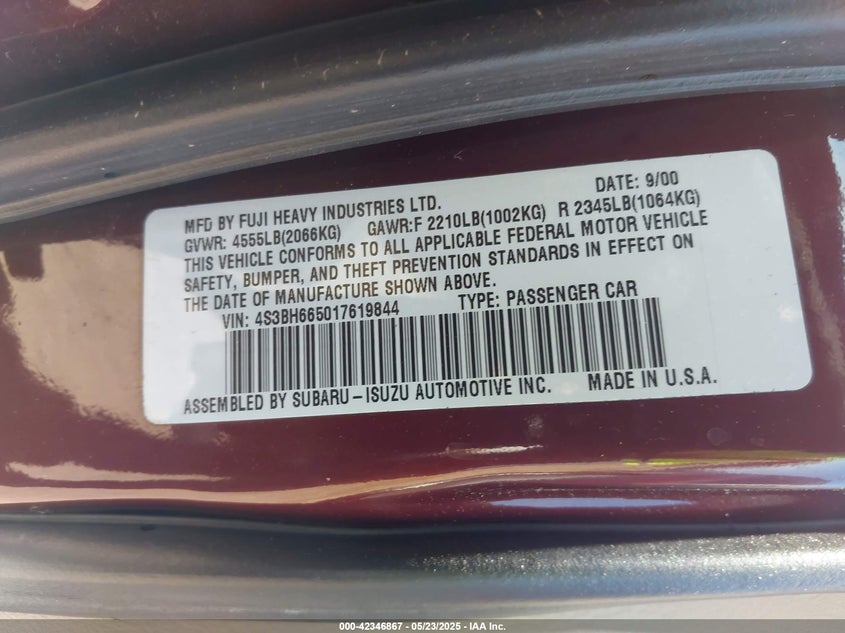 DATE: 9/00
MFD BY FUJI HEAVY INDUSTRIES LTD.
GVWR: 4555LB(2066KG) GAWR:F 2210LB(1002KG) R 2345LB(1064KG)
THIS VEHICLE CONFORMS TO ALL APPLICABLE FEDERAL MOTOR VEHICLE
SAFETY, BUMPER, AND THEFT PREVENTION STANDARDS IN EFFECT ON
THE DATE OF MANUFACTURE SHOWN ABOVE.
VIN: 4S3BH665017619844 TYPE: PASSENGER CAR
ASSEMBLED BY SUBARU-ISUZU AUTOMOTIVE INC. MADE IN U.S.A.
000-42346867 - 05/23/2025 - IAA Inc.